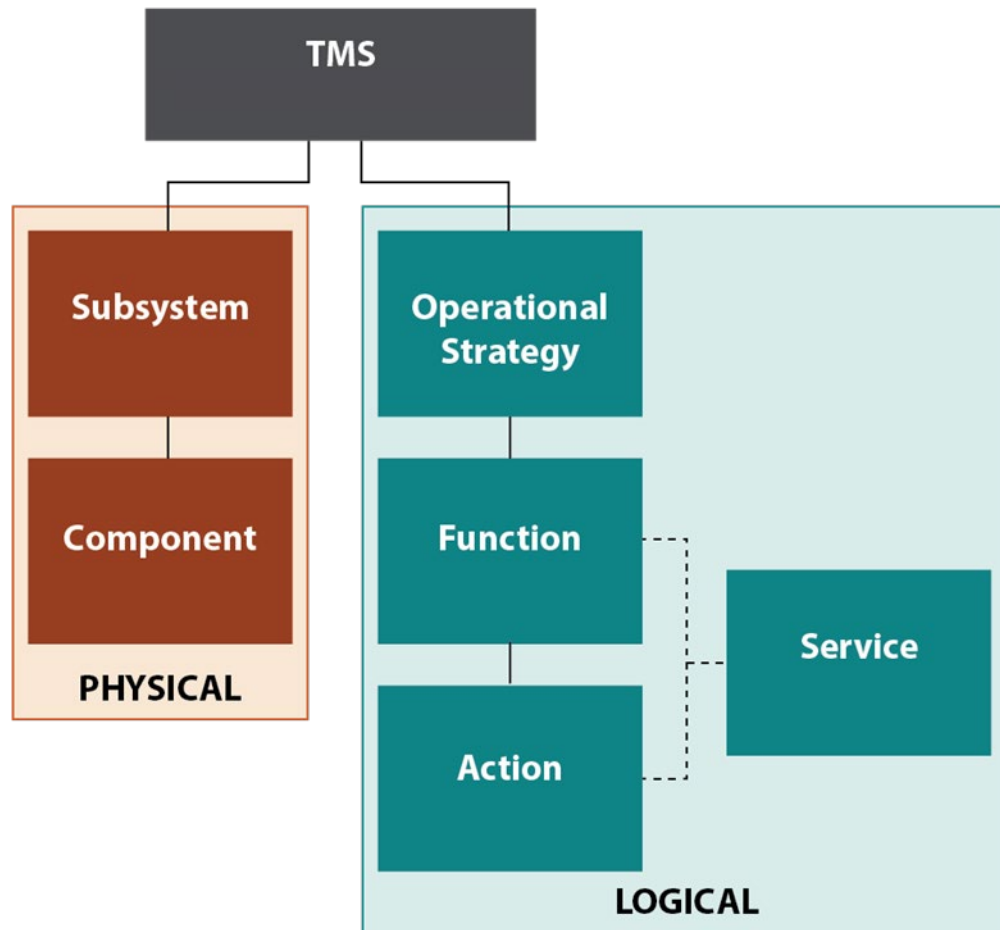 TMS
Subsystem
Component
PHYSICAL
Operational
Strategy
Function
Action
Service
LOGICAL